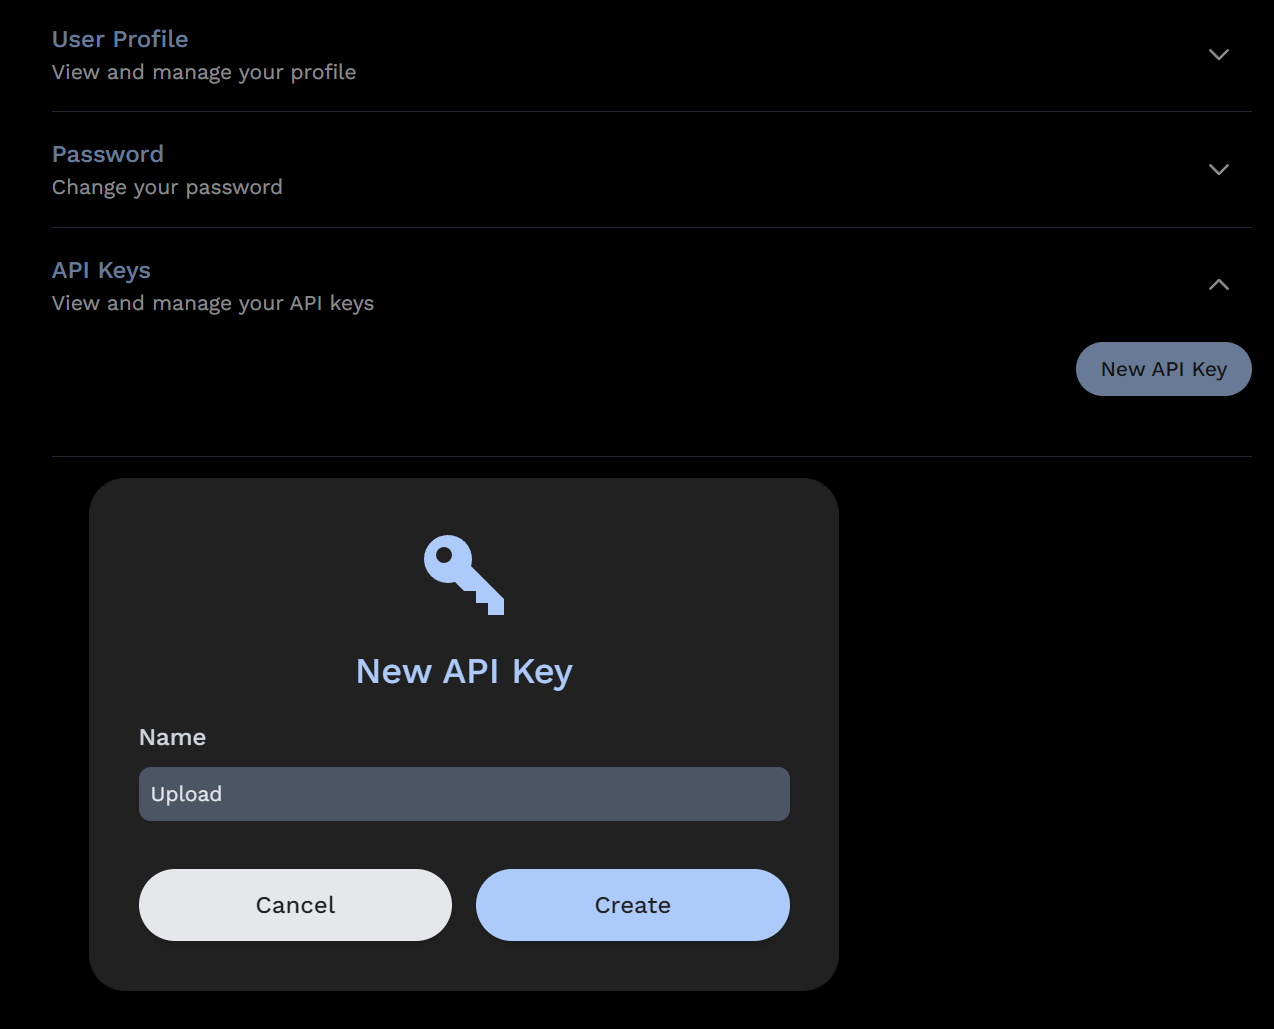 User Profile
View and manage your profile
Password
Change your password
API Keys
View and manage your API keys
New API Key
New API Key
Name
Upload
Cancel
Create